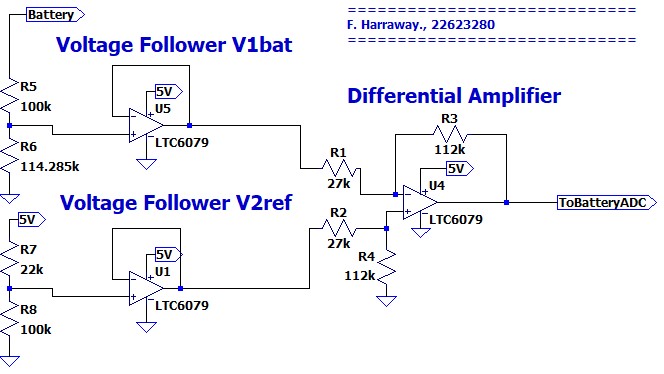 Battery
====================================
F. Harraway., 22623280
====================================
Voltage Follower V1bat
R5
100k
5V
U5
LTC6079
R6
114.285k
Differential Amplifier
R3
112k
R1
27k
5V
U4
LTC6079
ToBatteryADC
Voltage Follower V2ref
5V
R2
27k
R7
22k
5V
U1
LTC6079
R4
112k
R8
100k